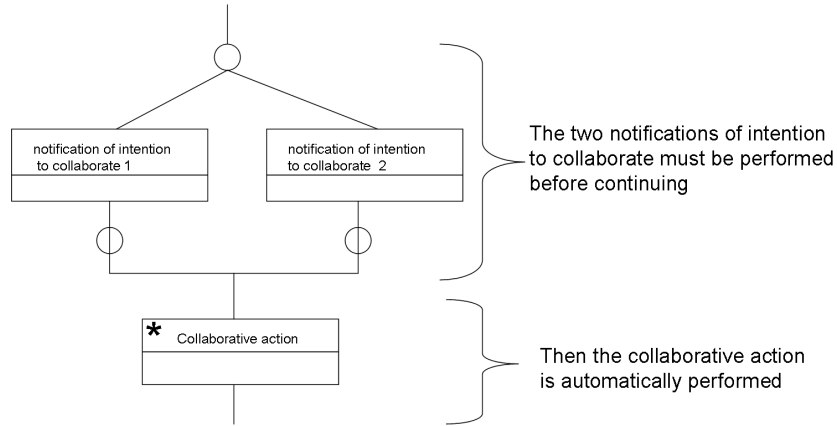 notification of intention
to collaborate 1
notification of intention
to collaborate 2
The two notifications of intention
to collaborate must be performed
before continuing
* Collaborative action
Then the collaborative action
is automatically performed